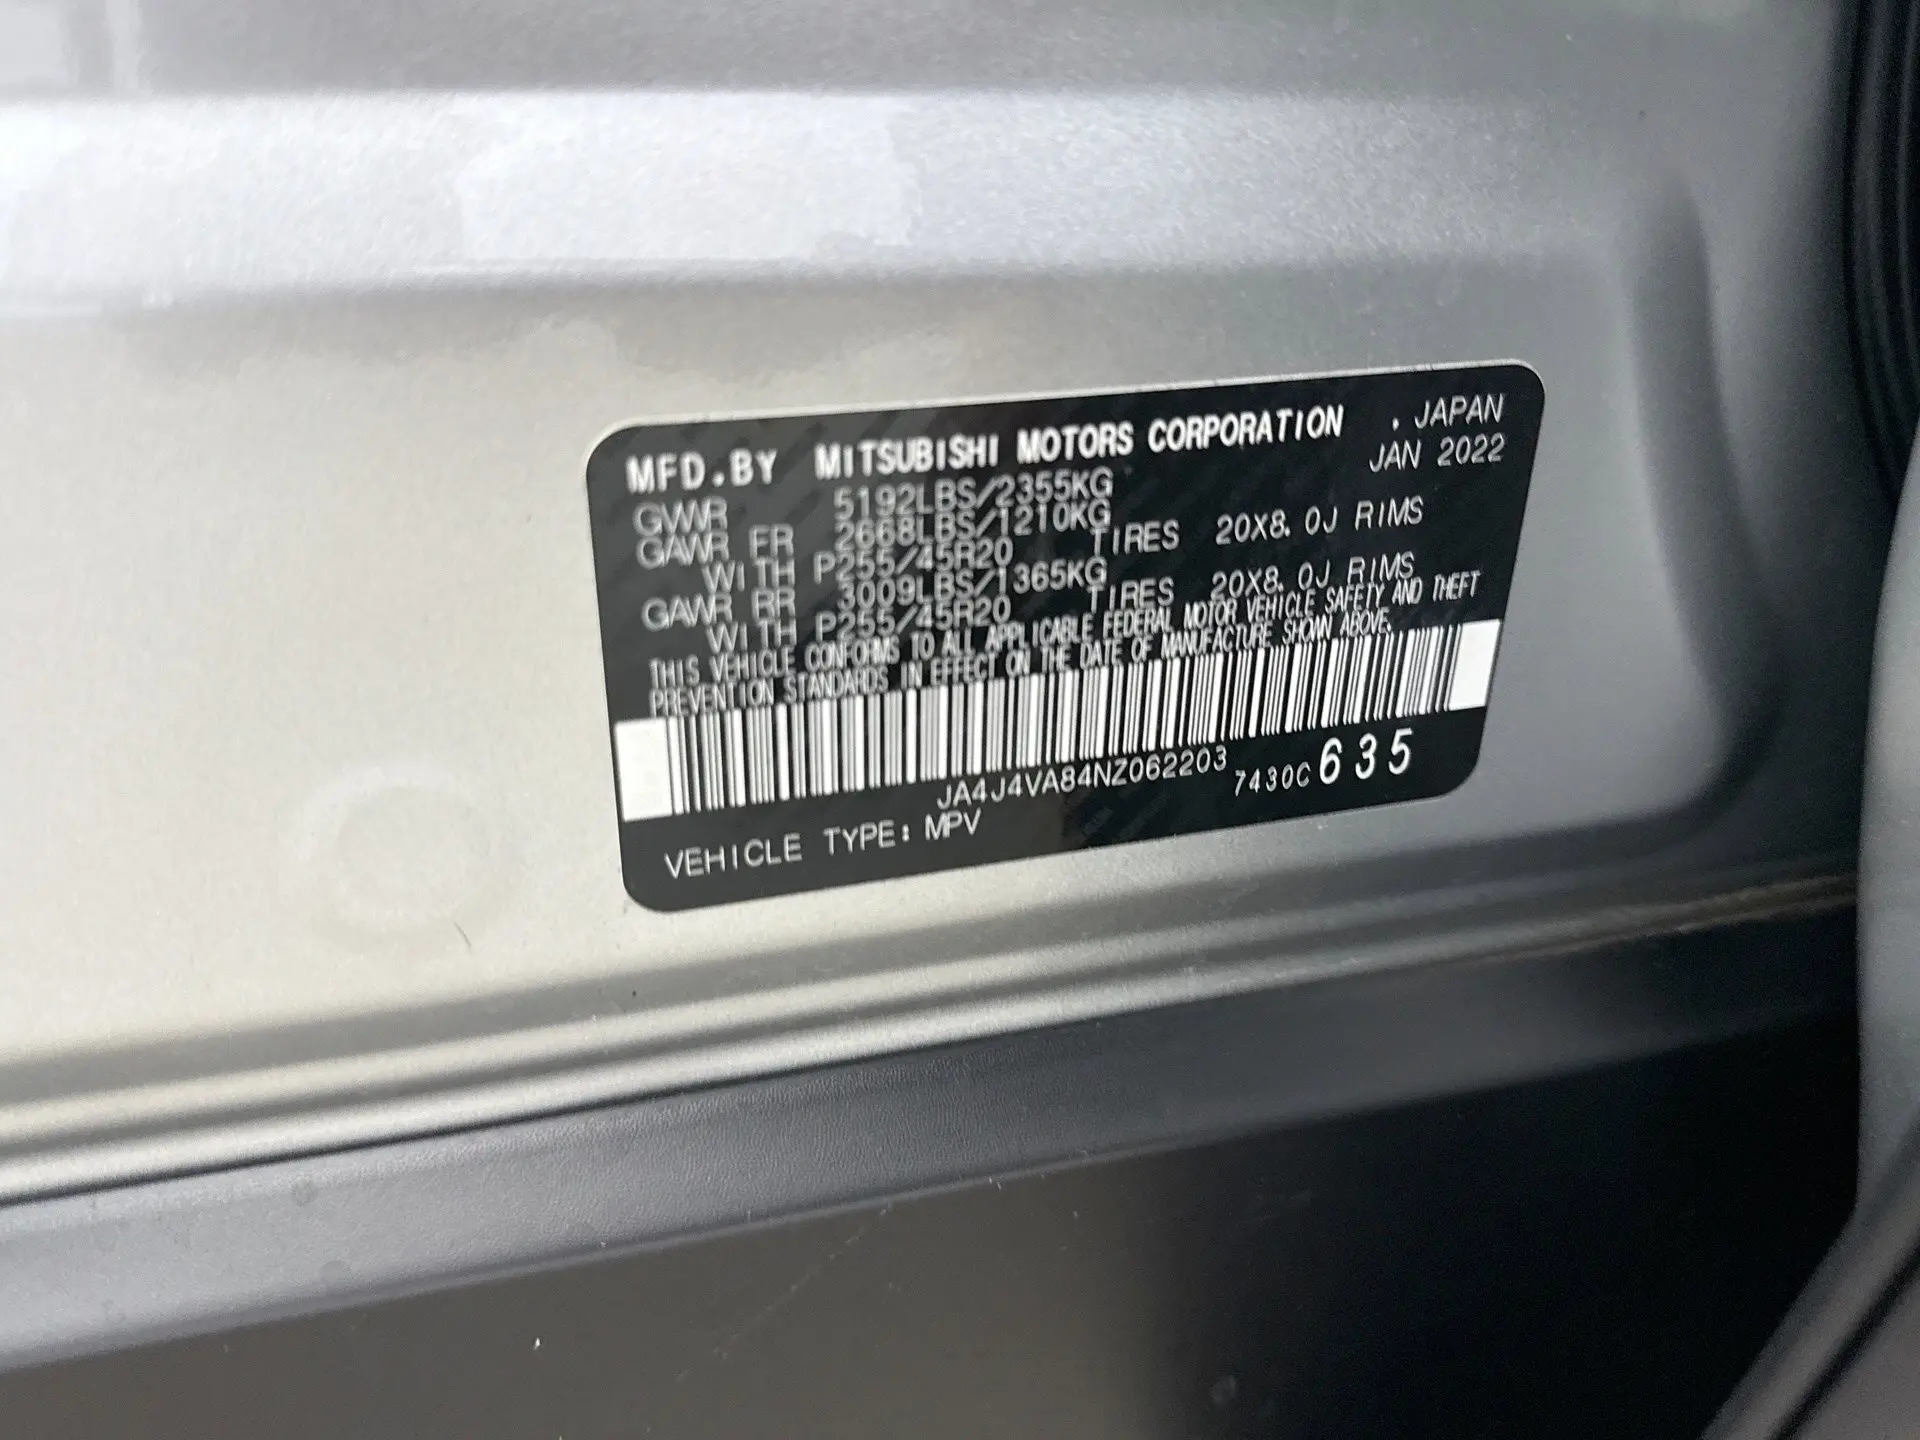 MFD.BY MITSUBISHI MOTORS CORPORATION . JAPAN
JAN 2022
GVWR 5192LBS/2355KG
GAWR FR 2668LBS/1210KG
WITH P255/45R20 TIRES 20X8.0J RIMS
GAWR RR 3009LBS/1365KG
WITH P255/45R20 TIRES 20X8.0J RIMS
THIS VEHICLE CONFORMS TO ALL APPLICABLE FEDERAL MOTOR VEHICLE SAFETY AND THEFT
PREVENTION STANDARDS IN EFFECT ON THE DATE OF MANUFACTURE SHOWN ABOVE.
JA4J4VA84NZ062203 7430C 635
VEHICLE TYPE: MPV